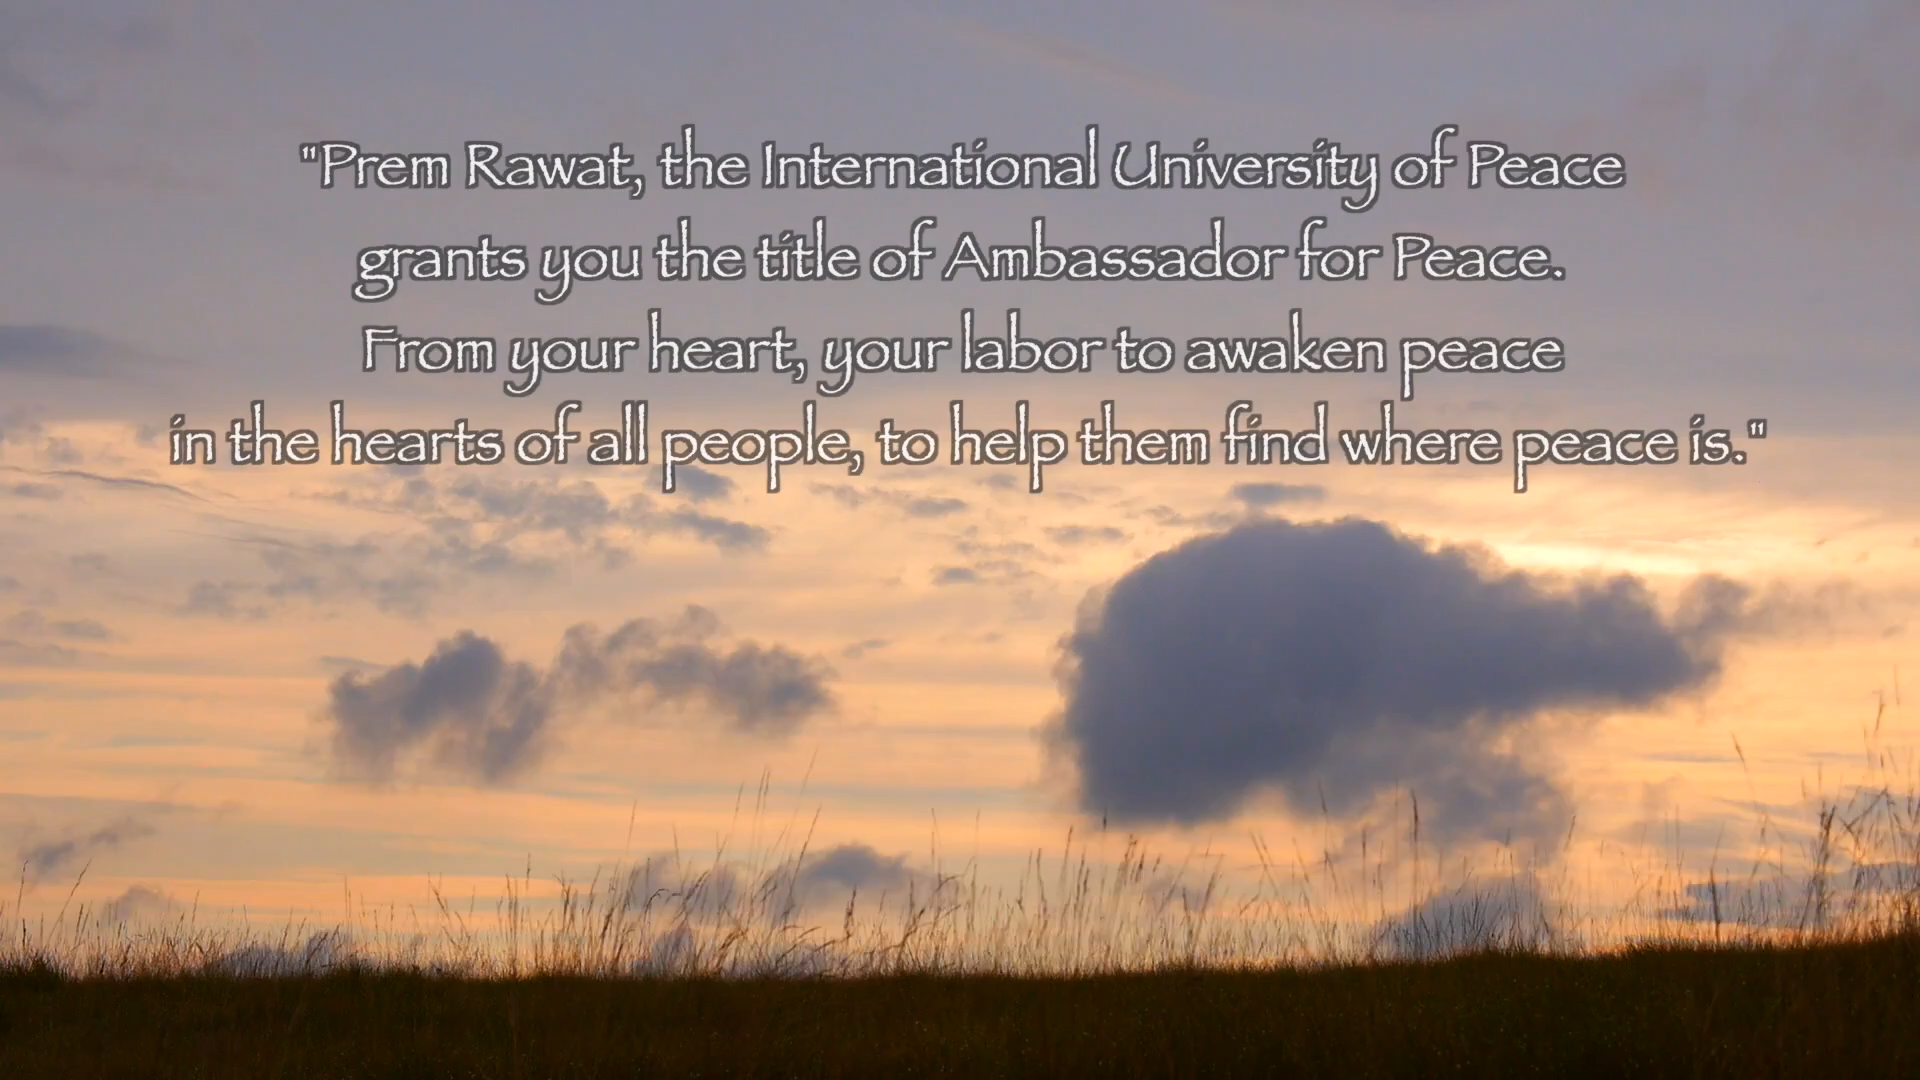 "Prem Rawat, the International University of Peace
grants you the title of Ambassador for Peace.
From your heart, your labor to awaken peace
in the hearts of all people, to help them find where peace is."